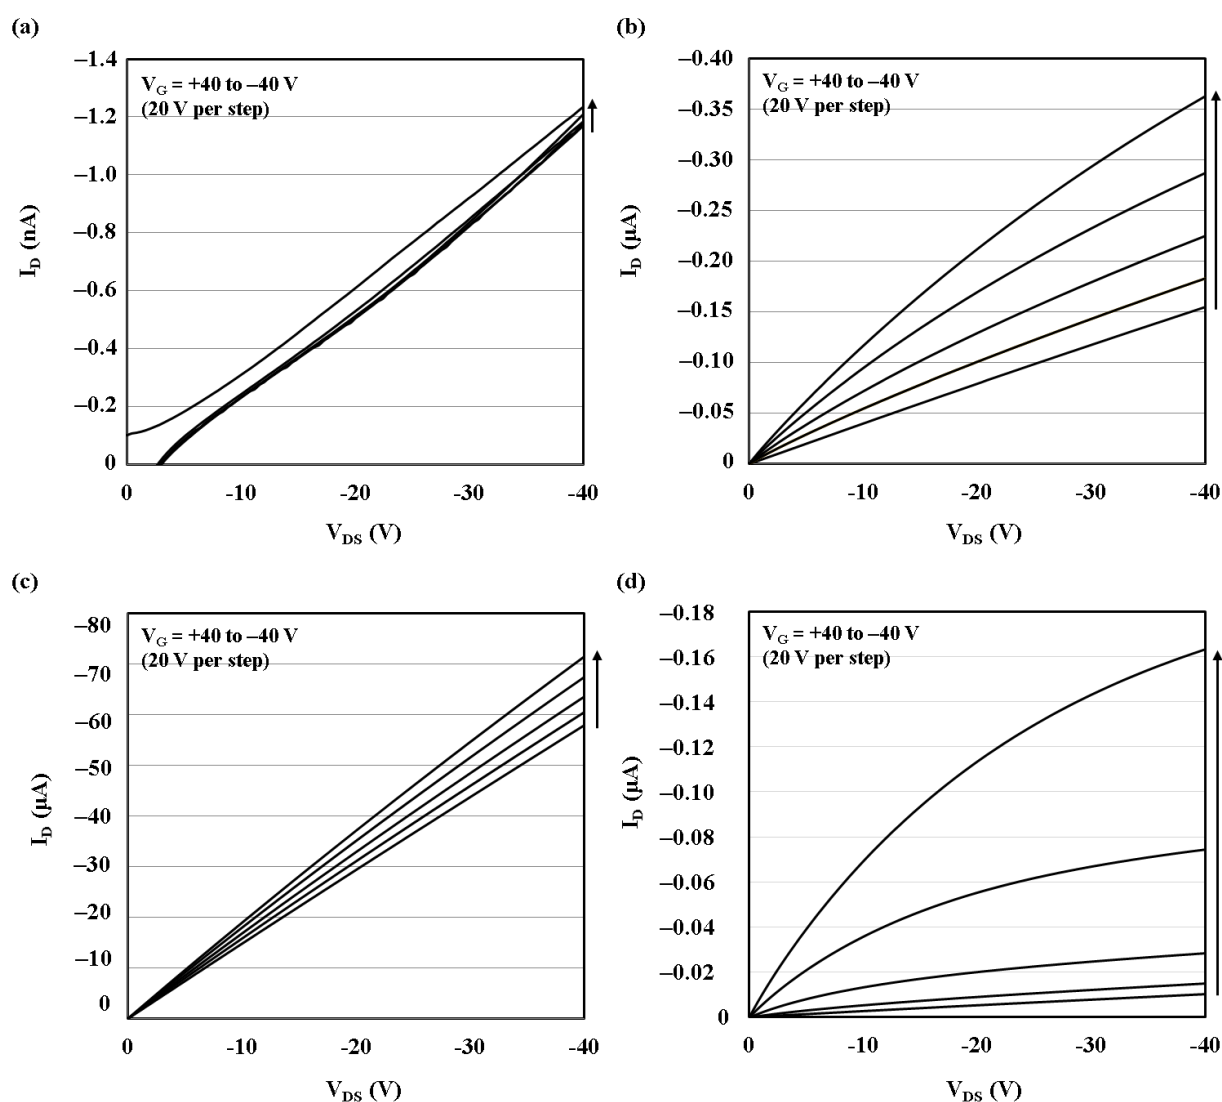 (a)
–1.4
–1.2
–1.0
–0.8
–0.6
–0.4
–0.2
0
I_D (nA)
V_G = +40 to –40 V
(20 V per step)
0 -10 -20 -30 -40
V_DS (V)
(b)
–0.40
–0.35
–0.30
–0.25
–0.20
–0.15
–0.10
–0.05
0
I_D (μA)
V_G = +40 to –40 V
(20 V per step)
0 -10 -20 -30 -40
V_DS (V)
(c)
–80
–70
–60
–50
–40
–30
–20
–10
0
I_D (μA)
V_G = +40 to –40 V
(20 V per step)
0 -10 -20 -30 -40
V_DS (V)
(d)
–0.18
–0.16
–0.14
–0.12
–0.10
–0.08
–0.06
–0.04
–0.02
0
I_D (μA)
V_G = +40 to –40 V
(20 V per step)
0 -10 -20 -30 -40
V_DS (V)